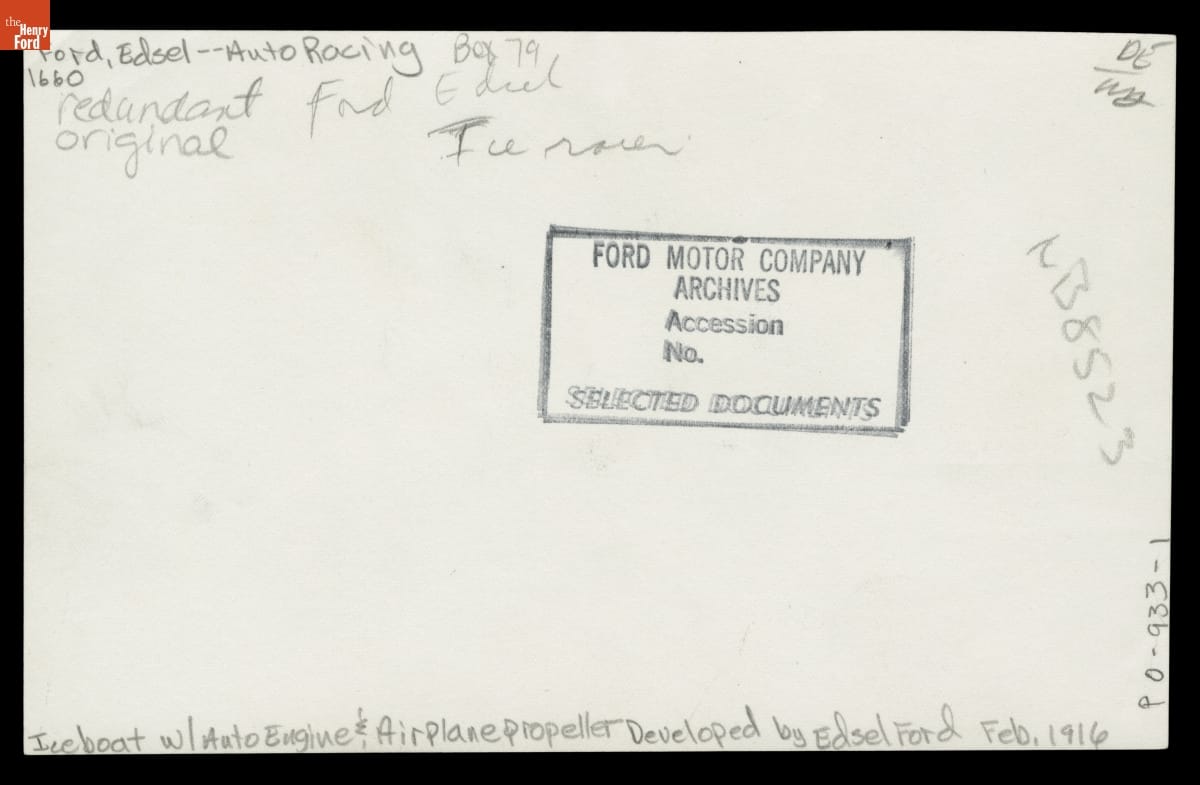 the
Henry
Ford
Ford, Edsel--Auto Racing Box 79
1660
redundant Ford Edsel
original Ice racer
DE
FORD MOTOR COMPANY
ARCHIVES
Accession
No.
SELECTED DOCUMENTS
B8523
P0-933-1
Iceboat w/Auto Engine & Airplane propeller Developed by Edsel Ford Feb, 1916